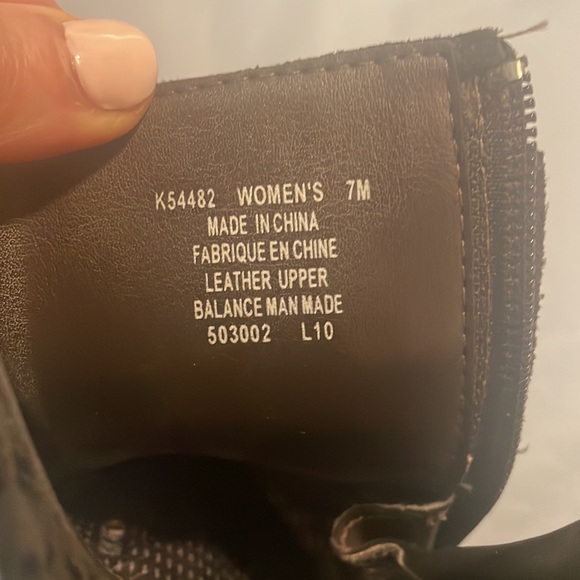 K54482 WOMEN'S 7M
MADE IN CHINA
FABRIQUE EN CHINE
LEATHER UPPER
BALANCE MAN MADE
503002 L10